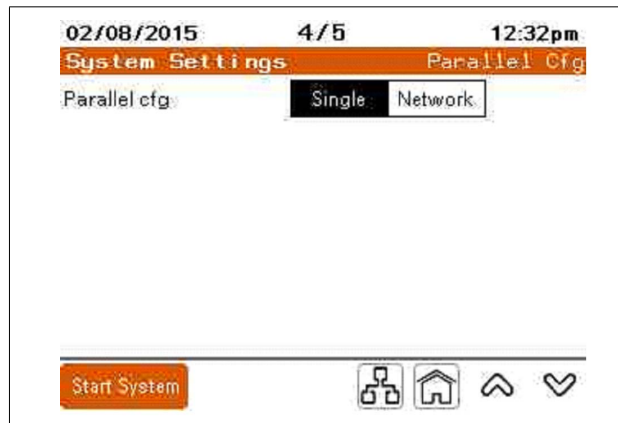 02/08/2015 4/5 12:32pm
System Settings Parallel Cfg
Parallel cfg Single Network
Start System